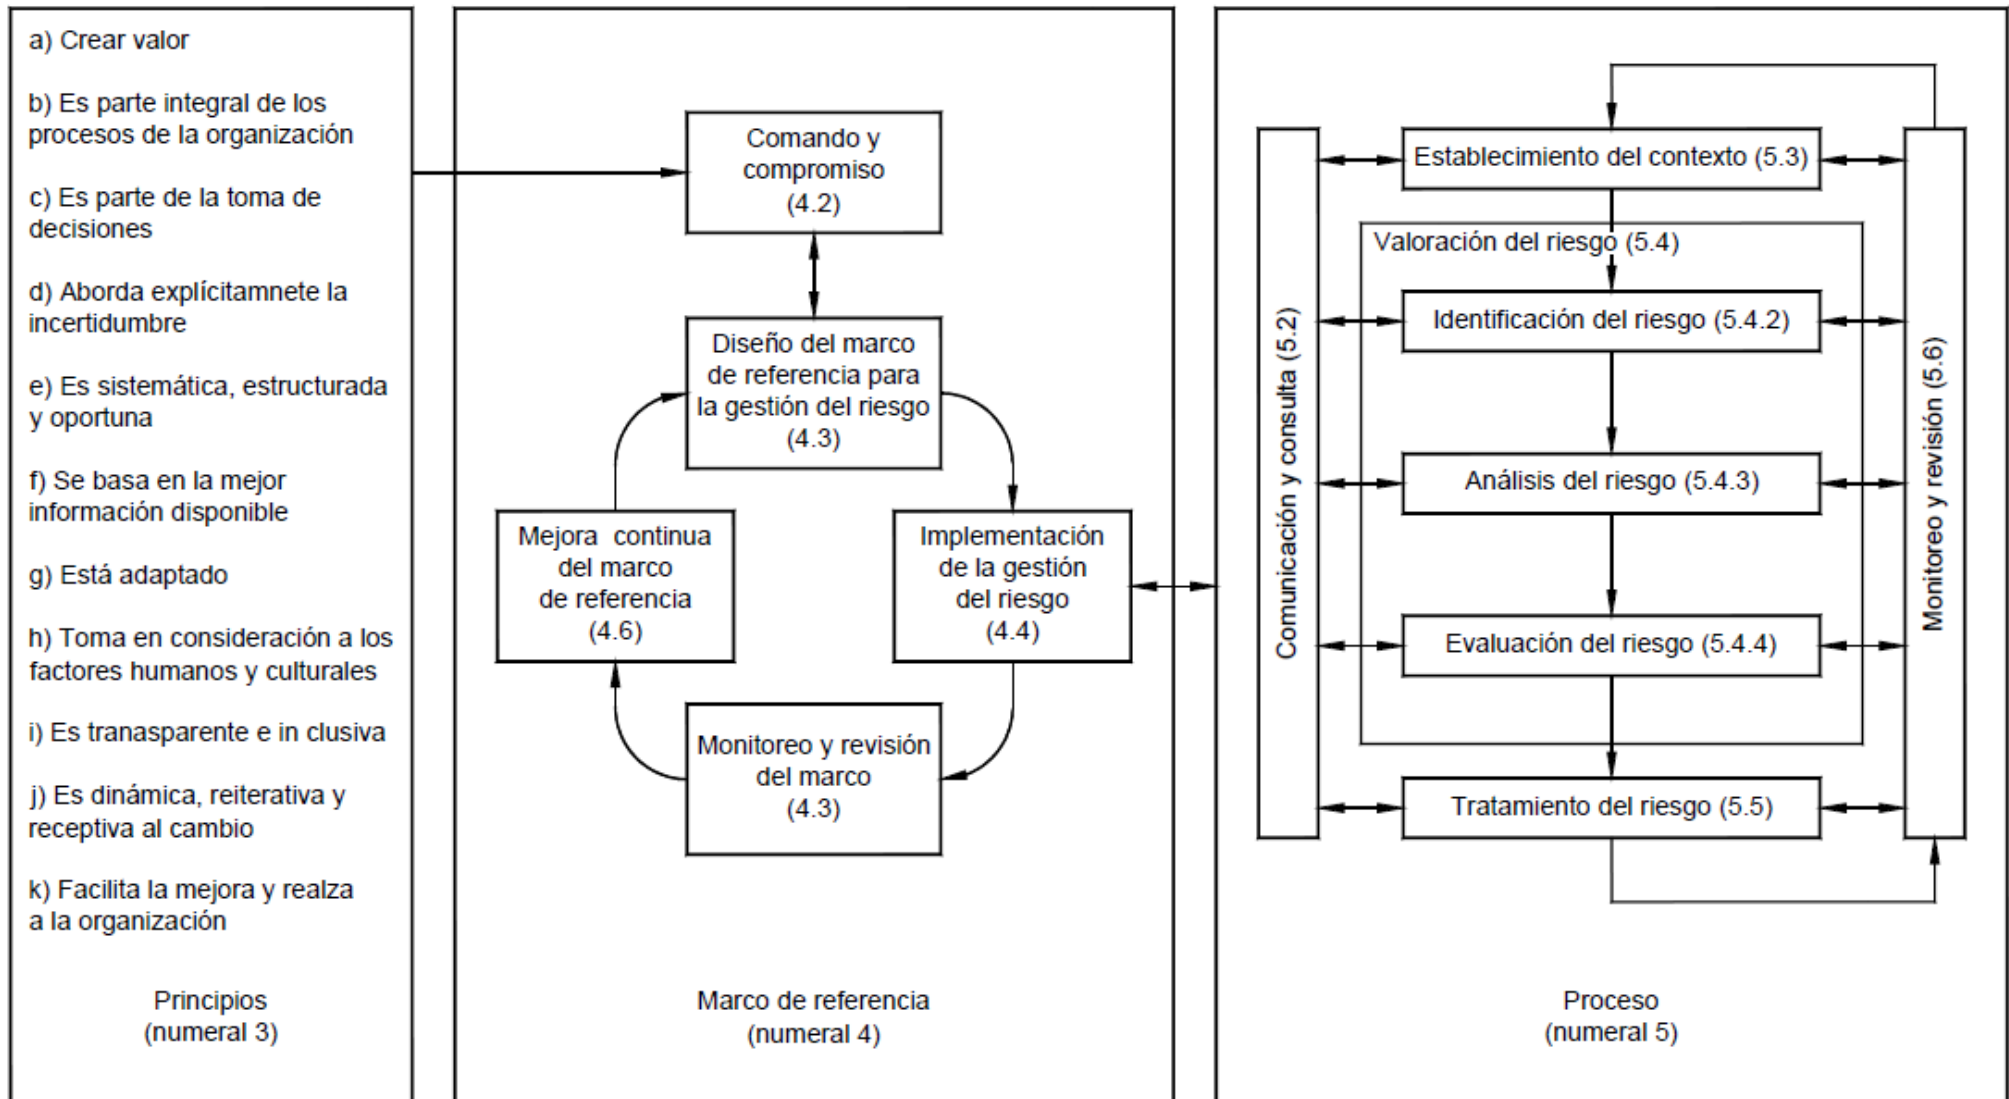 a) Crear valor
b) Es parte integral de los
procesos de la organización
c) Es parte de la toma de
decisiones
d) Aborda explícitamnete la
incertidumbre
e) Es sistemática, estructurada
y oportuna
f) Se basa en la mejor
información disponible
g) Está adaptado
h) Toma en consideración a los
factores humanos y culturales
i) Es tranasparente e in clusiva
j) Es dinámica, reiterativa y
receptiva al cambio
k) Facilita la mejora y realza
a la organización
Principios
(numeral 3)
Comando y
compromiso
(4.2)
Diseño del marco
de referencia para
la gestión del riesgo
(4.3)
Mejora continua
del marco
de referencia
(4.6)
Implementación
de la gestión
del riesgo
(4.4)
Monitoreo y revisión
del marco
(4.3)
Marco de referencia
(numeral 4)
Comunicación y consulta (5.2)
Establecimiento del contexto (5.3)
Valoración del riesgo (5.4)
Identificación del riesgo (5.4.2)
Análisis del riesgo (5.4.3)
Evaluación del riesgo (5.4.4)
Tratamiento del riesgo (5.5)
Monitoreo y revisión (5.6)
Proceso
(numeral 5)